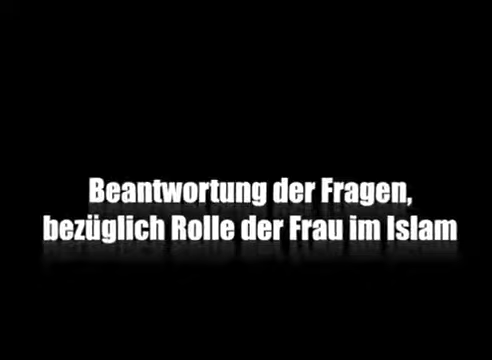 Beantwortung der Fragen,
bezüglich Rolle der Frau im Islam